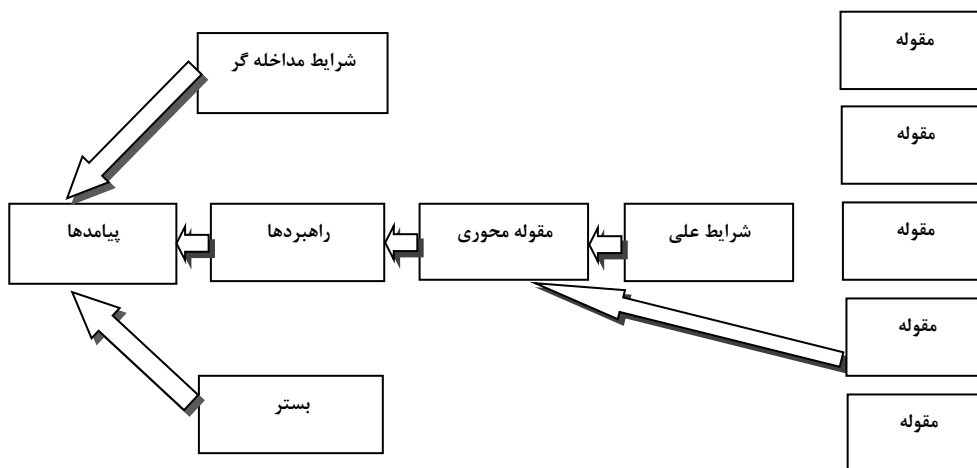 مقوله
شرایط مداخله گر
مقوله
مقوله
شرایط علی
مقوله محوری
راهبردها
پیامدها
مقوله
بستر
مقوله